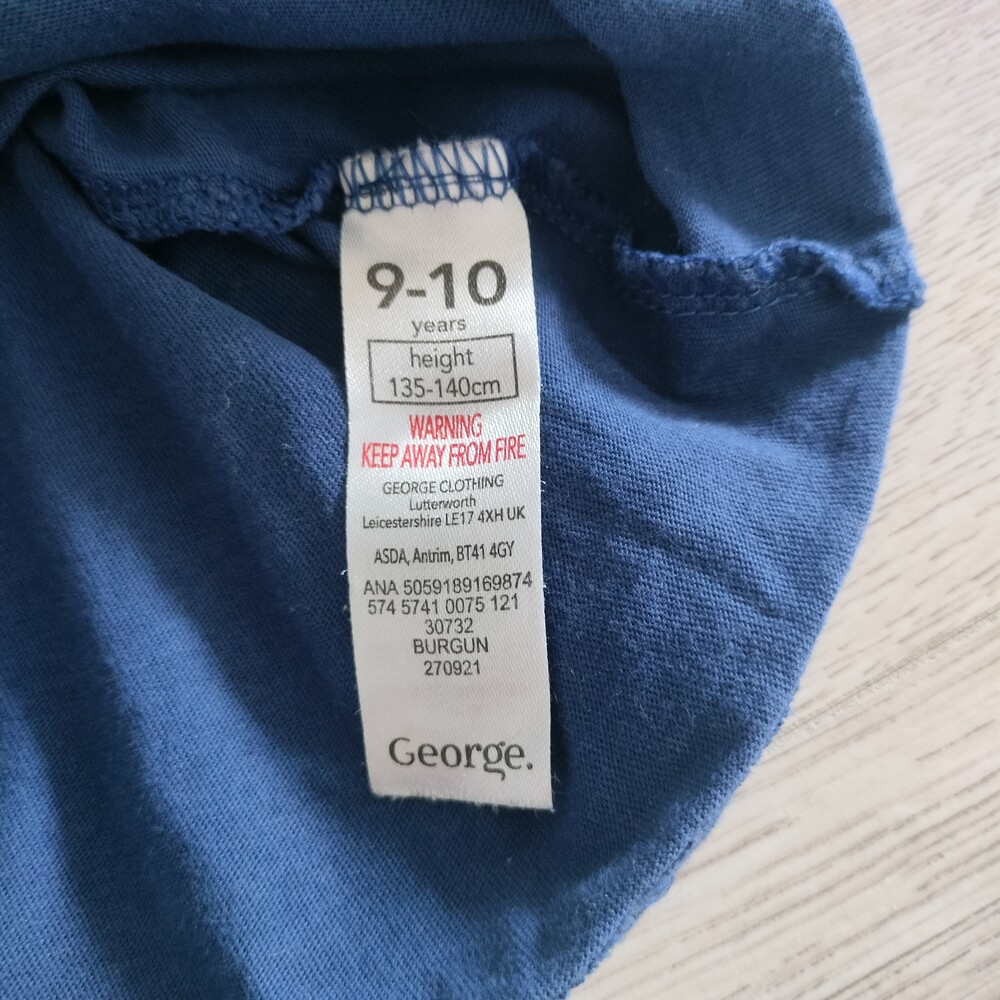 9-10
years
height
135-140cm
WARNING
KEEP AWAY FROM FIRE
GEORGE CLOTHING
Lutterworth
Leicestershire LE17 4XH UK
ASDA, Antrim, BT41 4GY
ANA 5059189169874
574 5741 0075 121
30732
BURGUN
270921
George.